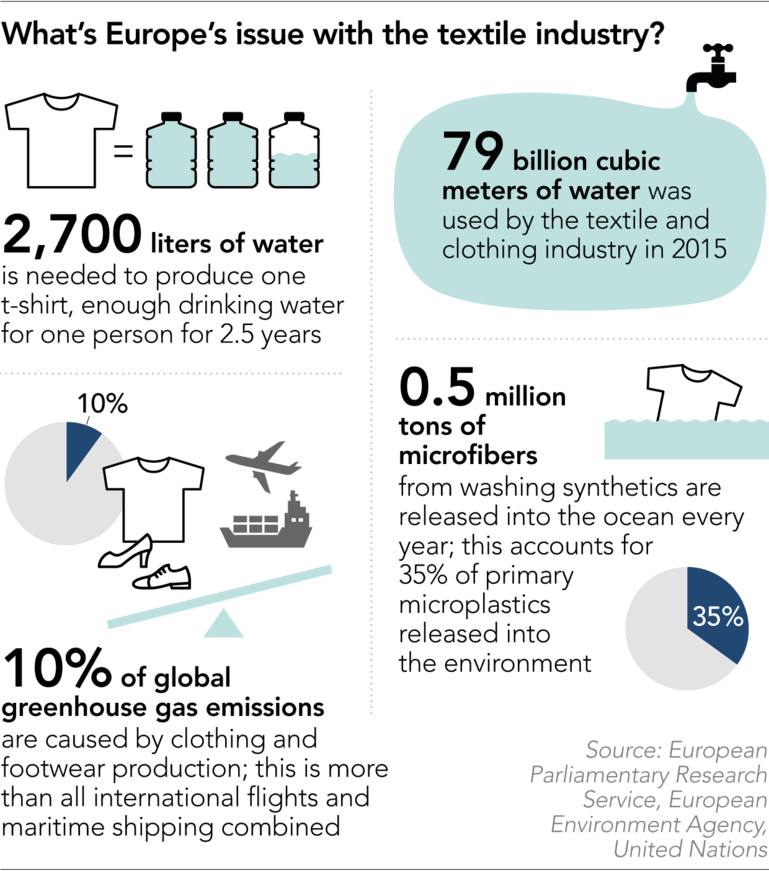 What's Europe's issue with the textile industry?
=
2,700 liters of water
is needed to produce one
t-shirt, enough drinking water
for one person for 2.5 years
79 billion cubic
meters of water was
used by the textile and
clothing industry in 2015
10%
10% of global
greenhouse gas emissions
are caused by clothing and
footwear production; this is more
than all international flights and
maritime shipping combined
0.5 million
tons of
microfibers
from washing synthetics are
released into the ocean every
year; this accounts for
35% of primary
microplastics
released into
the environment
35%
Source: European
Parliamentary Research
Service, European
Environment Agency,
United Nations